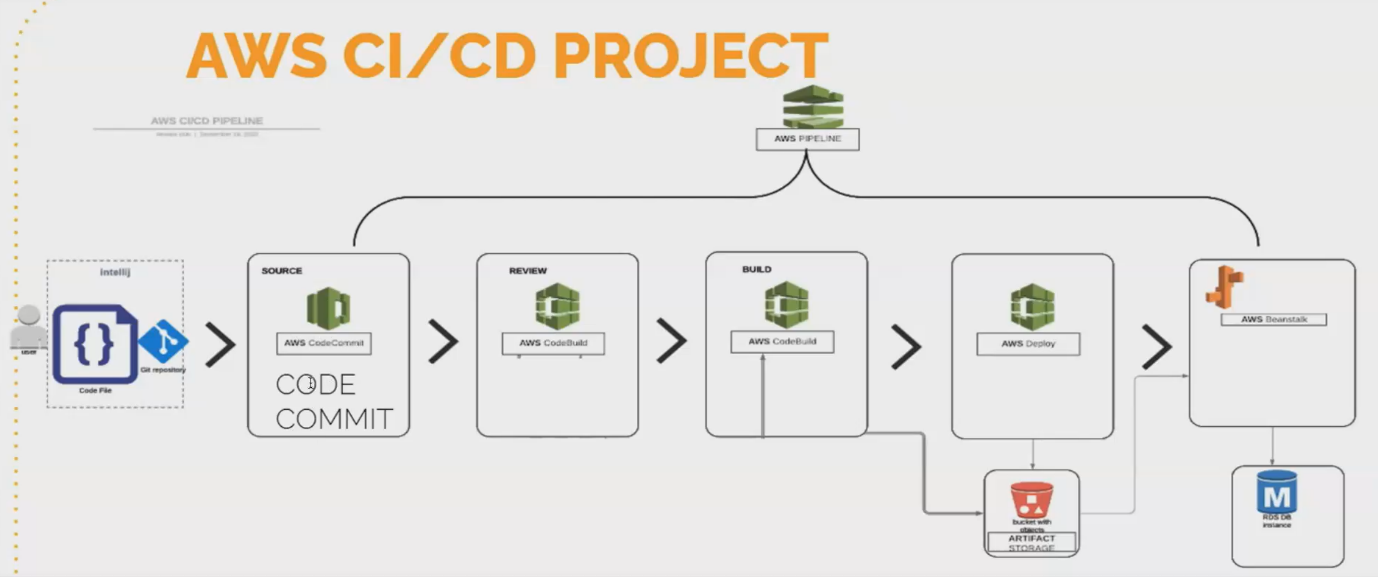 AWS CI/CD PROJECT
AWS CI/CD PIPELINE
AWS PIPELINE
Intellij
user
Code File
Git repository
SOURCE
AWS CodeCommit
CODE
COMMIT
REVIEW
AWS CodeBuild
BUILD
AWS CodeBuild
AWS Deploy
AWS Beanstalk
bucket with
objects
ARTIFACT
STORAGE
M
RDS DB
instance